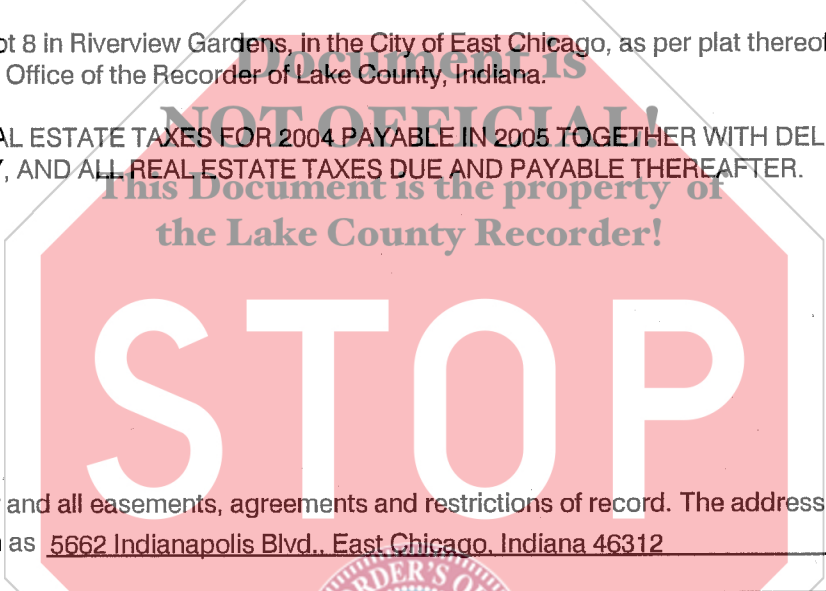 ot 8 in Riverview Gardens, in the City of East Chicago, as per plat thereof
Document is
Office of the Recorder of Lake County, Indiana.
NOT OFFICIAL!
AL ESTATE TAXES FOR 2004 PAYABLE IN 2005 TOGETHER WITH DEL
Y, AND ALL REAL ESTATE TAXES DUE AND PAYABLE THEREAFTER.
This Document is the property of
the Lake County Recorder!
STOP
and all easements, agreements and restrictions of record. The address
as 5662 Indianapolis Blvd., East Chicago, Indiana 46312
RDER'S O